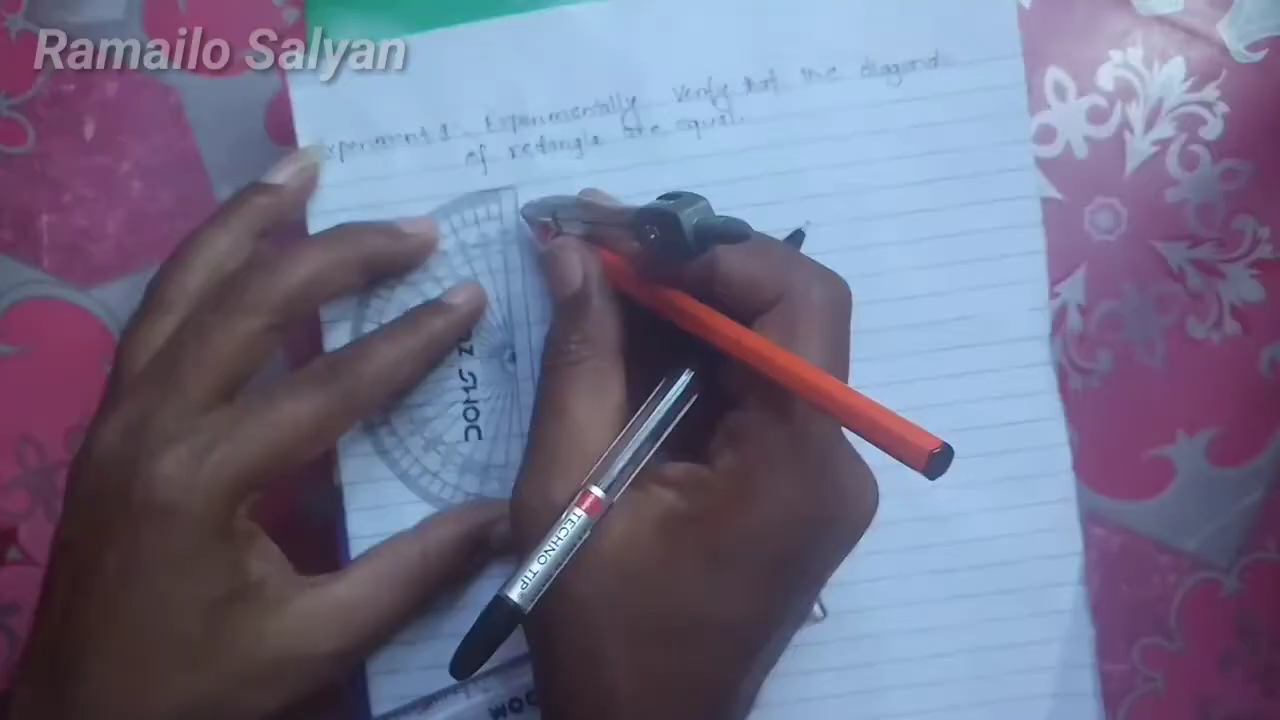 Ramailo Salyan
Experiment 1. Experimentally verify that the diagonal
of rectangle are equal.
TECHNO TIP